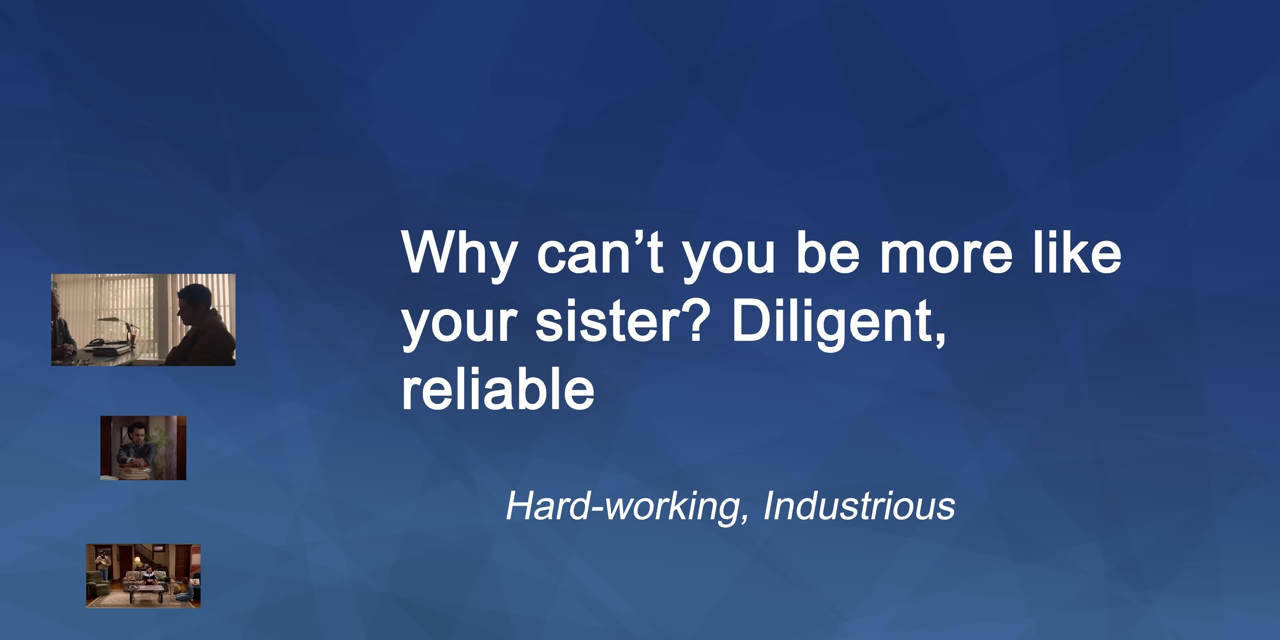 Why can’t you be more like
your sister? Diligent,
reliable
Hard-working, Industrious